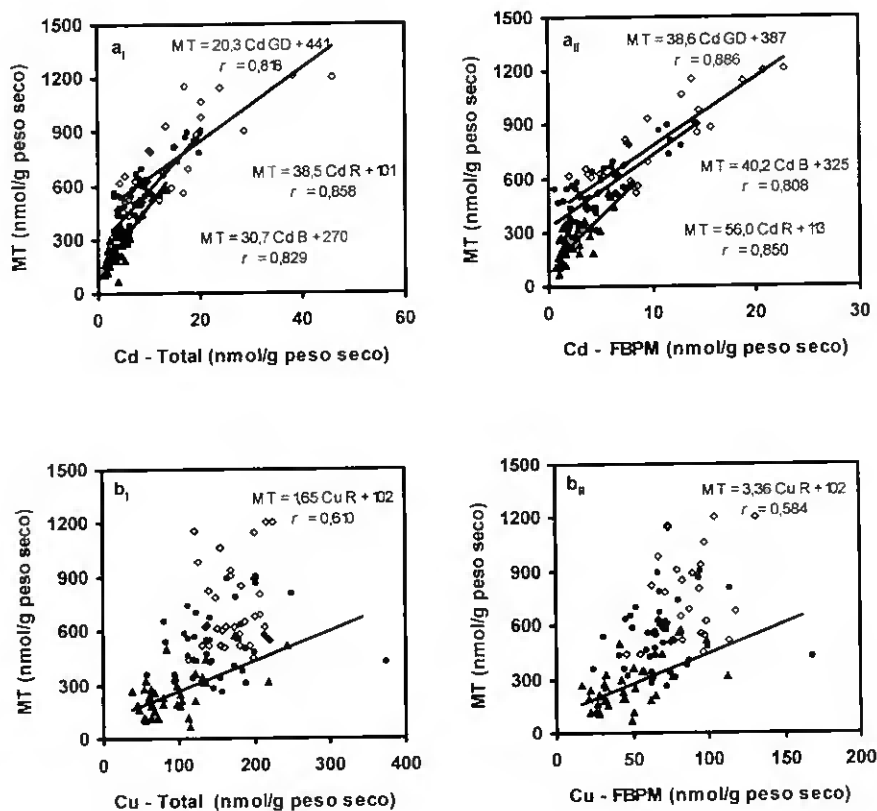 a I
MT = 20,3 Cd GD + 441
r = 0,818
MT = 38,5 Cd R + 101
r = 0,858
MT = 30,7 Cd B + 270
r = 0,829
MT (nmol/g peso seco)
1500
1200
900
600
300
0
0 20 40 60
Cd - Total (nmol/g peso seco)
a II
MT = 38,6 Cd GD + 387
r = 0,886
MT = 40,2 Cd B + 325
r = 0,808
MT = 56,0 Cd R + 113
r = 0,850
MT (nmol/g peso seco)
1500
1200
900
600
300
0
0 10 20 30
Cd - FBPM (nmol/g peso seco)
b I
MT = 1,65 Cu R + 102
r = 0,610
MT (nmol/g peso seco)
1500
1200
900
600
300
0
0 100 200 300 400
Cu - Total (nmol/g peso seco)
b II
MT = 3,36 Cu R + 102
r = 0,584
MT (nmol/g peso seco)
1500
1200
900
600
300
0
0 50 100 150 200
Cu - FBPM (nmol/g peso seco)